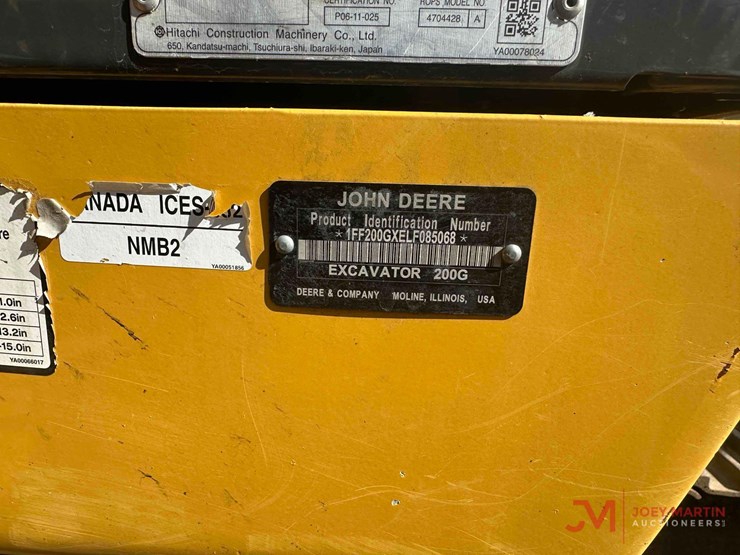 CERTIFICATION NO.
ROPS MODEL NO.
P06-11-025
4704428
A
Hitachi Construction Machinery Co., Ltd.
650, Kandatsu-machi, Tsuchiura-shi, Ibaraki-ken, Japan
YA00078024
ICES-
NMB2
YA00051856
JOHN DEERE
Product Identification Number
*1FF200GXELF085068*
EXCAVATOR 200G
DEERE & COMPANY MOLINE, ILLINOIS, USA
.0in
2.6in
3.2in
-15.0in
YA00066017
JM
JOEY MARTIN
AUCTIONEERS